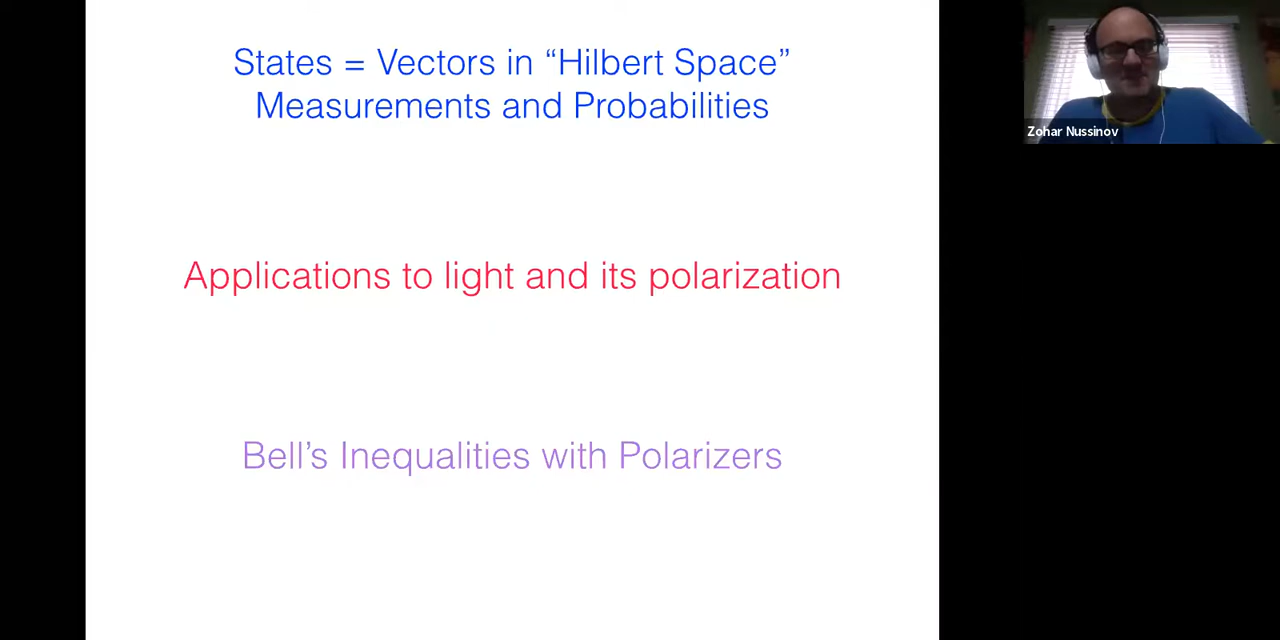 States = Vectors in “Hilbert Space”
Measurements and Probabilities
Applications to light and its polarization
Bell’s Inequalities with Polarizers
Zohar Nussinov